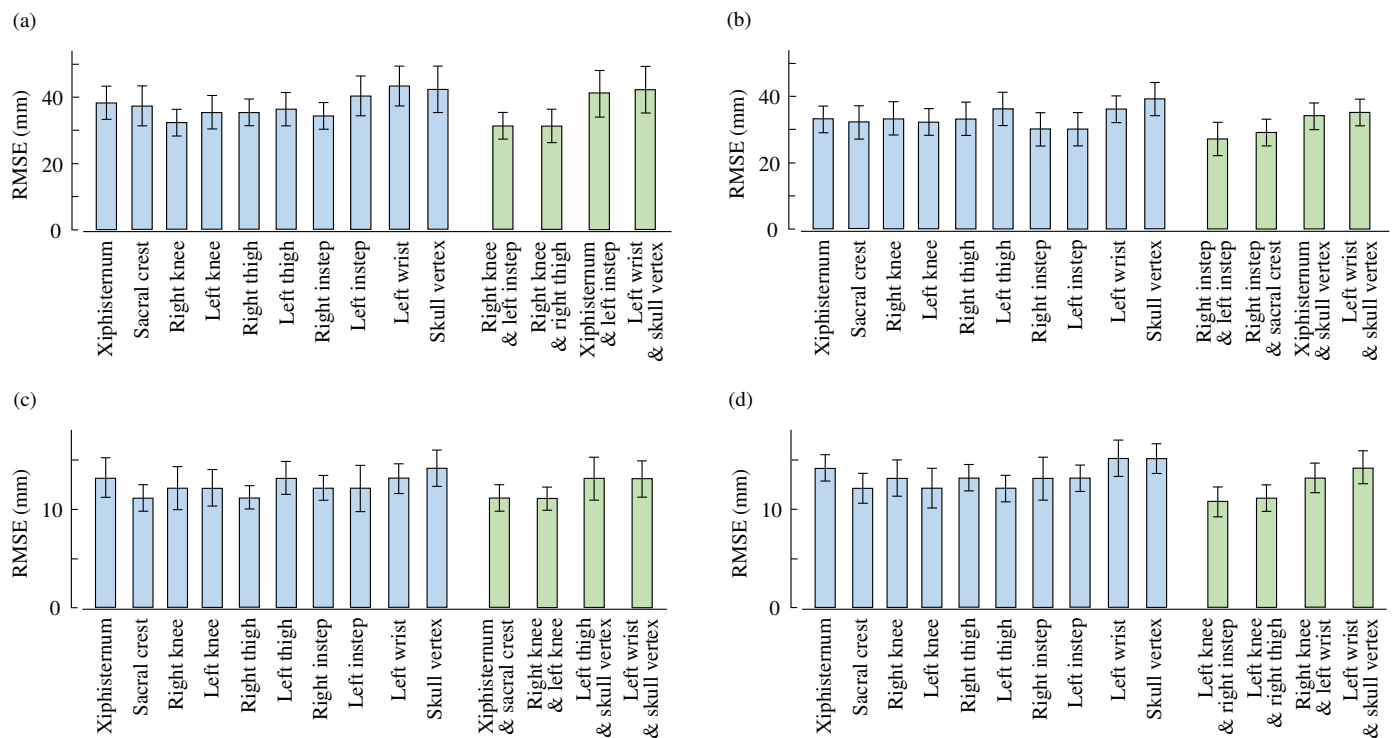 (a)
RMSE (mm)
40
20
0
Xiphisternum
Sacral crest
Right knee
Left knee
Right thigh
Left thigh
Right instep
Left instep
Left wrist
Skull vertex
Right knee
& left instep
Right knee
& right thigh
Xiphisternum
& left instep
Left wrist
& skull vertex
(b)
RMSE (mm)
40
20
0
Xiphisternum
Sacral crest
Right knee
Left knee
Right thigh
Left thigh
Right instep
Left instep
Left wrist
Skull vertex
Right instep
& left instep
Right instep
& sacral crest
Xiphisternum
& skull vertex
Left wrist
& skull vertex
(c)
RMSE (mm)
10
0
Xiphisternum
Sacral crest
Right knee
Left knee
Right thigh
Left thigh
Right instep
Left instep
Left wrist
Skull vertex
Xiphisternum
& sacral crest
Right knee
& left knee
Left thigh
& skull vertex
Left wrist
& skull vertex
(d)
RMSE (mm)
10
0
Xiphisternum
Sacral crest
Right knee
Left knee
Right thigh
Left thigh
Right instep
Left instep
Left wrist
Skull vertex
Left knee
& right instep
Left knee
& right thigh
Right knee
& left wrist
Left wrist
& skull vertex